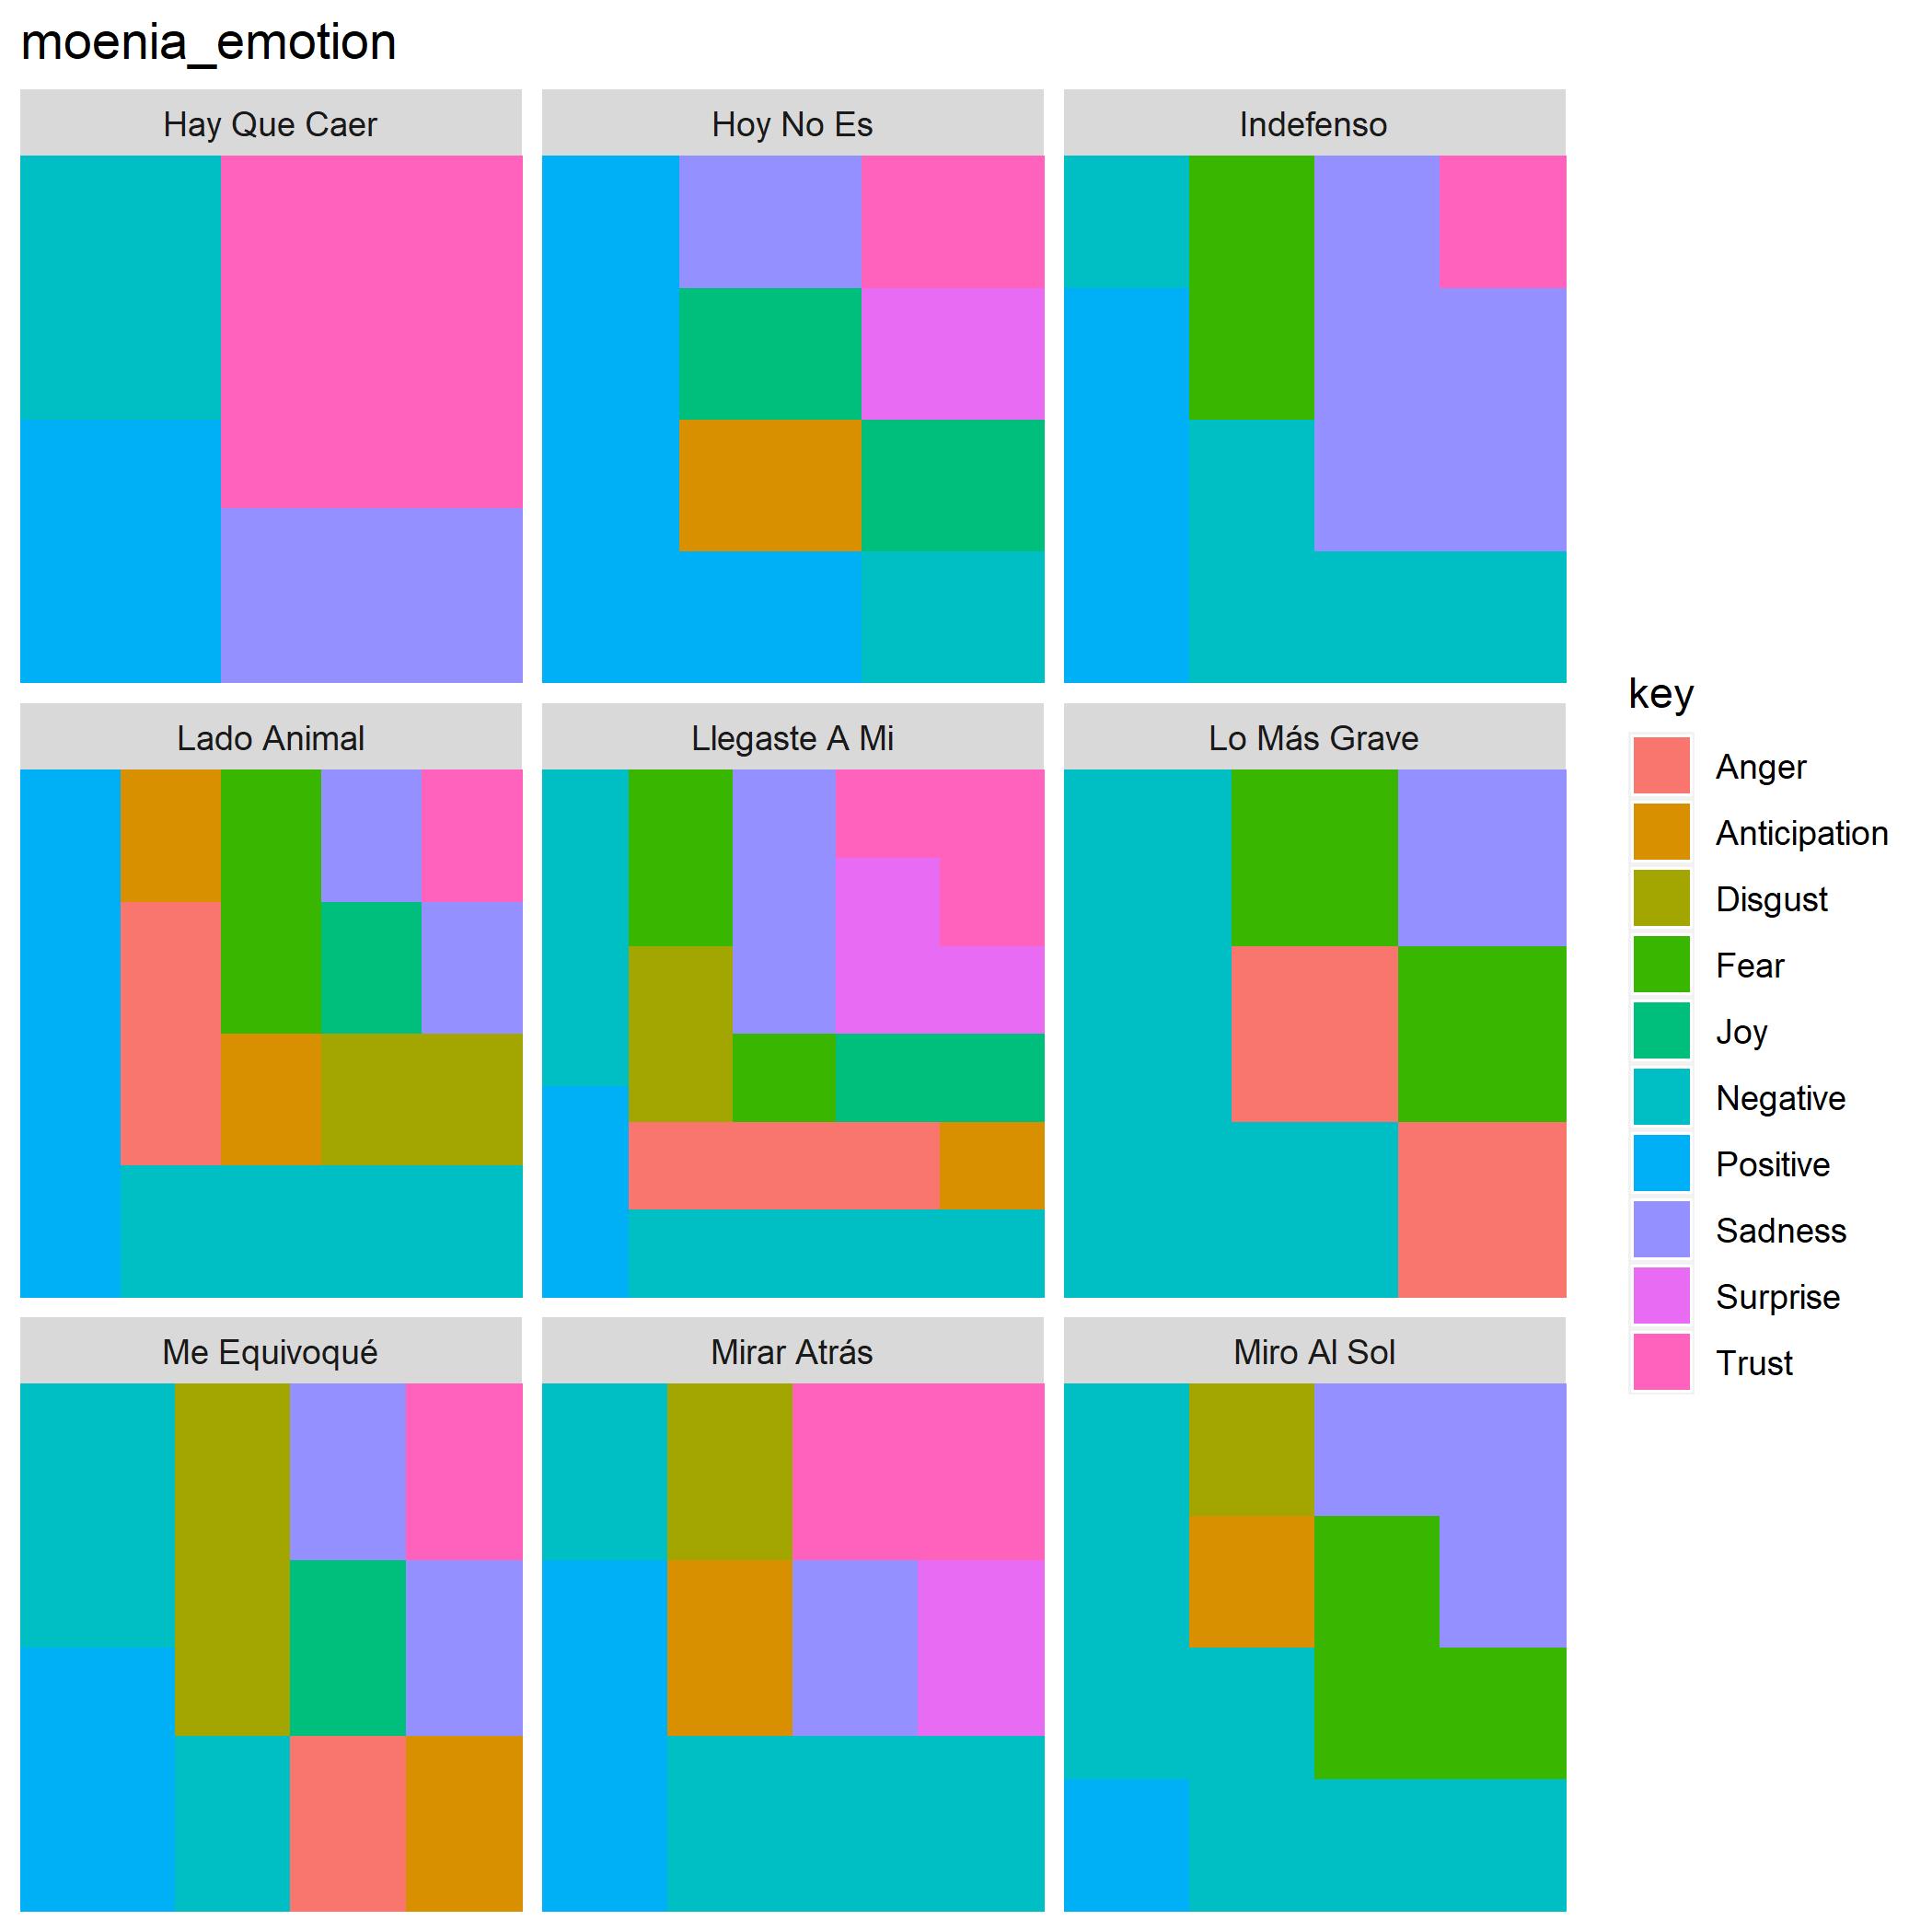 moenia_emotion
Hay Que Caer
Hoy No Es
Indefenso
Lado Animal
Llegaste A Mi
Lo Más Grave
Me Equivoqué
Mirar Atrás
Miro Al Sol
key
Anger
Anticipation
Disgust
Fear
Joy
Negative
Positive
Sadness
Surprise
Trust